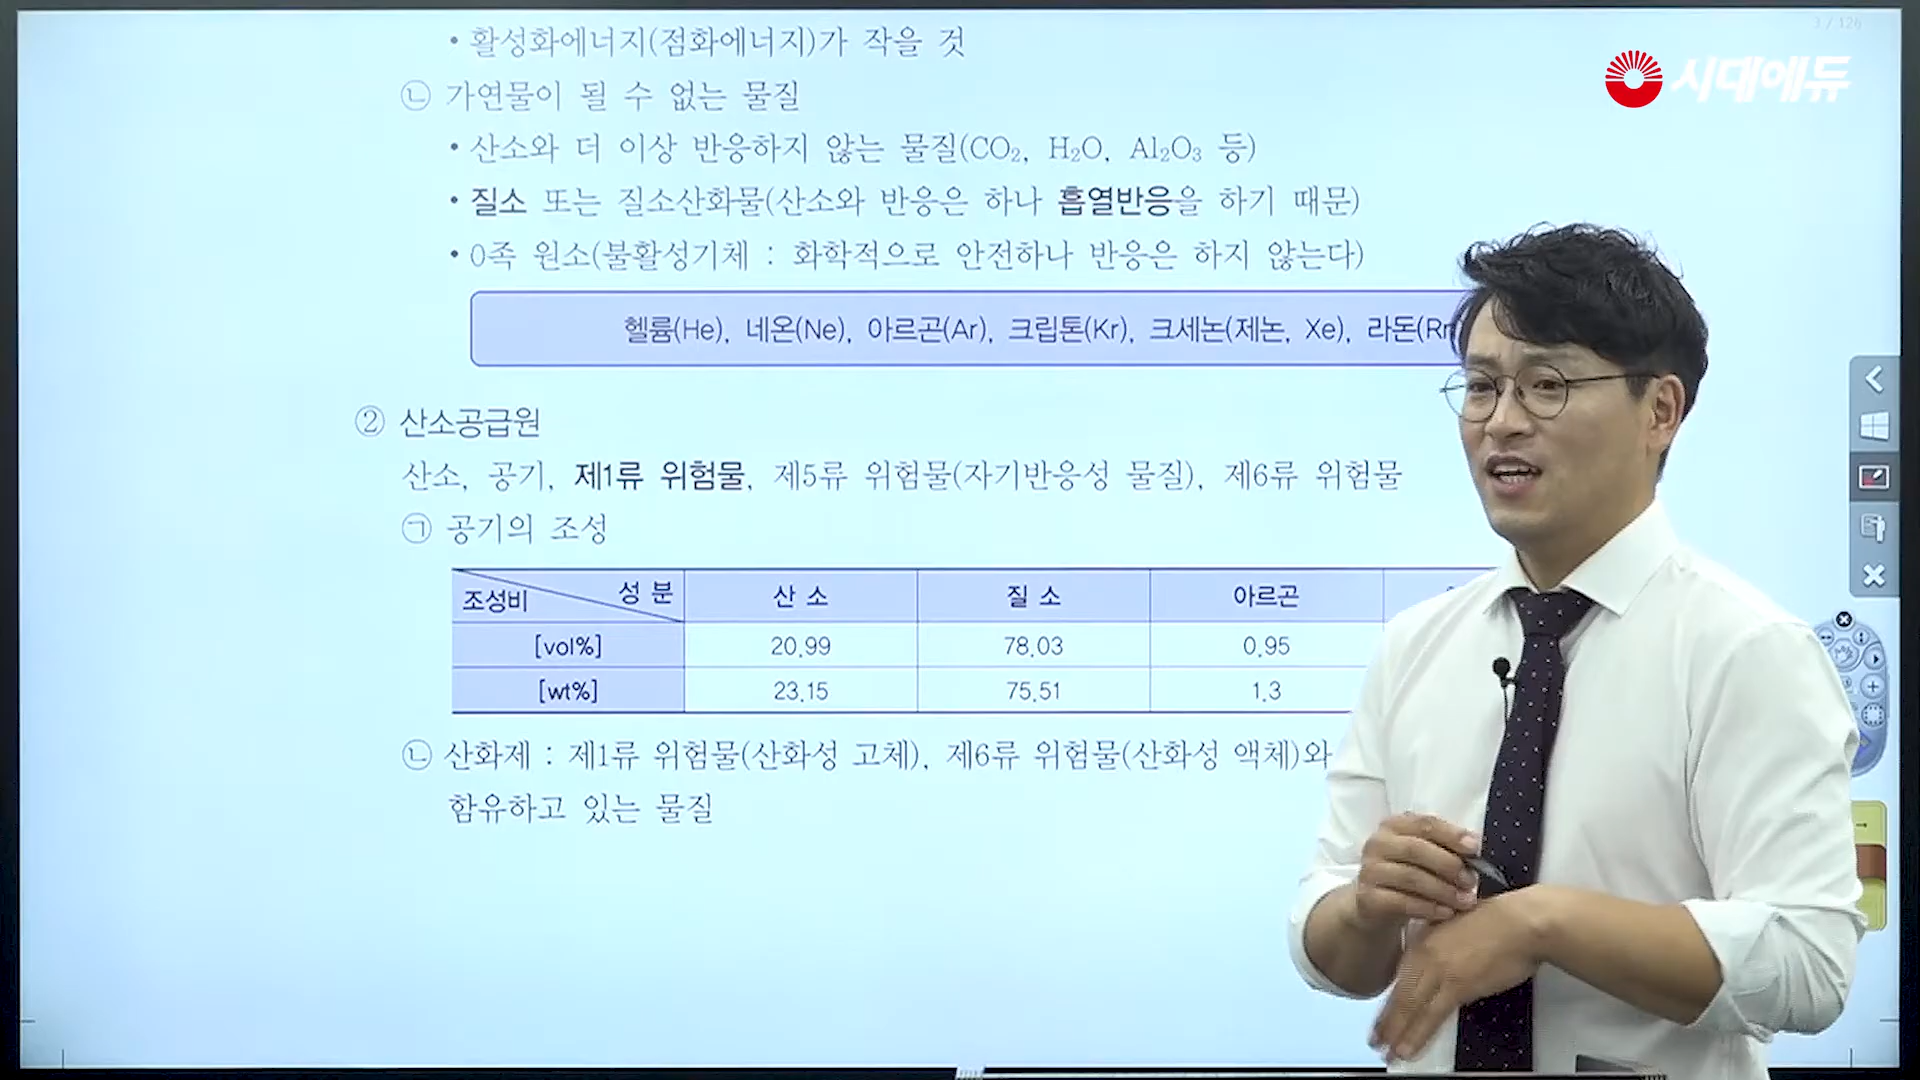 3 / 126
• 활성화에너지(점화에너지)가 작을 것
시대에듀
㉡ 가연물이 될 수 없는 물질
• 산소와 더 이상 반응하지 않는 물질(CO₂, H₂O, Al₂O₃ 등)
• 질소 또는 질소산화물(산소와 반응은 하나 흡열반응을 하기 때문)
• 0족 원소(불활성기체 : 화학적으로 안전하나 반응은 하지 않는다)
헬륨(He), 네온(Ne), 아르곤(Ar), 크립톤(Kr), 크세논(제논, Xe), 라돈(Rn
② 산소공급원
산소, 공기, 제1류 위험물, 제5류 위험물(자기반응성 물질), 제6류 위험물
㉠ 공기의 조성
조성비 성 분 산 소 질 소 아르곤
[vol%] 20.99 78.03 0.95
[wt%] 23.15 75.51 1.3
㉡ 산화제 : 제1류 위험물(산화성 고체), 제6류 위험물(산화성 액체)와
함유하고 있는 물질